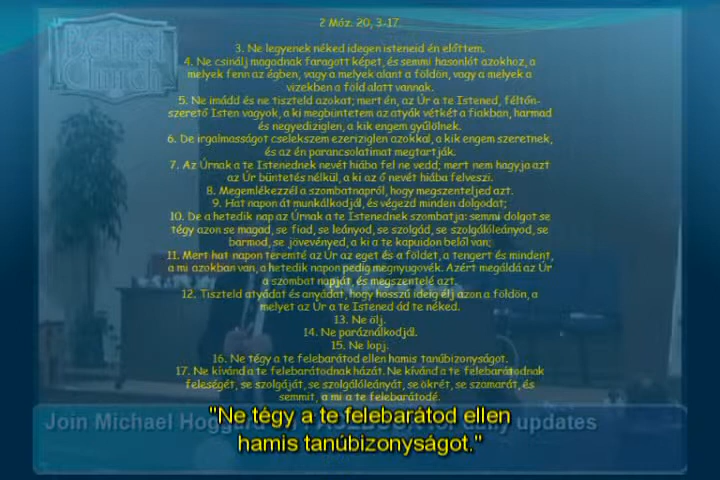 Bethel
Church
2 Móz. 20, 3-17.
3. Ne legyenek néked idegen isteneid én előttem.
4. Ne csinálj magadnak faragott képet, és semmi hasonlót azokhoz, a
melyek fenn az égben, vagy a melyek alant a földön, vagy a melyek a
vizekben a föld alatt vannak.
5. Ne imádd és ne tiszteld azokat; mert én, az Úr a te Istened, féltőn-
szerető Isten vagyok, a ki megbüntetem az atyák vétkét a fiakban, harmad
és negyediziglen, a kik engem gyűlölnek.
6. De irgalmasságot cselekszem ezeriziglen azokkal, a kik engem szeretnek,
és az én parancsolatimat megtartják.
7. Az Úrnak a te Istenednek nevét hiába fel ne vedd; mert nem hagyja azt
az Úr büntetés nélkül, a ki az ő nevét hiába felveszi.
8. Megemlékezzél a szombatnapról, hogy megszenteljed azt.
9. Hat napon át munkálkodjál, és végezd minden dolgodat;
10. De a hetedik nap az Úrnak a te Istenednek szombatja: semmi dolgot se
tégy azon se magad, se fiad, se leányod, se szolgád, se szolgálóleányod, se
barmod, se jövevényed, a ki a te kapuidon belől van;
11. Mert hat napon teremté az Úr az eget és a földet, a tengert és mindent,
a mi azokban van, a hetedik napon pedig megnyugovék. Azért megáldá az Úr
a szombat napját, és megszentelé azt.
12. Tiszteld atyádat és anyádat, hogy hosszú ideig élj azon a földön, a
melyet az Úr a te Istened ád te néked.
13. Ne ölj.
14. Ne paráználkodjál.
15. Ne lopj.
16. Ne tégy a te felebarátod ellen hamis tanúbizonyságot.
17. Ne kívánd a te felebarátodnak házát. Ne kívánd a te felebarátodnak
feleségét, se szolgáját, se szolgálóleányát, se ökrét, se szamarát, és
semmit, a mi a te felebarátodé.
Join Michael Hoggard daily updates
"Ne tégy a te felebarátod ellen
hamis tanúbizonyságot."